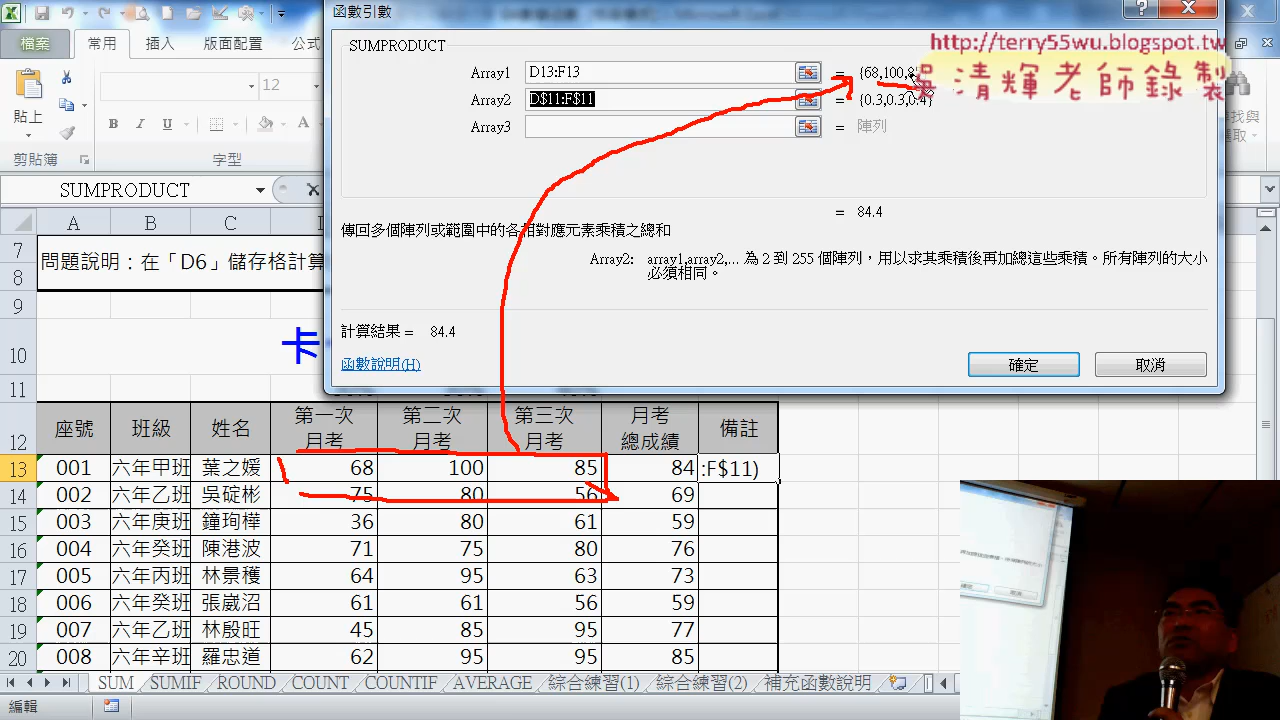 函數引數
http://terry55wu.blogspot.tw
吳清輝老師錄製
檔案 常用 插入 版面配置 公式
SUMPRODUCT
Array1 D13:F13 = {68,100,8
Array2 D$11:F$11 = {0.3,0.3,0.4}
Array3 = 陣列
= 84.4
傳回多個陣列或範圍中的各相對應元素乘積之總和
Array2: array1,array2,... 為 2 到 255 個陣列，用以求其乘積後再加總這些乘積。所有陣列的大小
必須相同。
計算結果 = 84.4
函數說明(H)
確定 取消
貼上 12
B I U A
剪貼簿 字型
SUMPRODUCT
A B C
7 問題說明：在「D6」儲存格計算
8
9
10 卡
11
12 座號 班級 姓名 第一次月考 第二次月考 第三次月考 月考總成績 備註
13 001 六年甲班 葉之媛 68 100 85 84 :F$11)
14 002 六年乙班 吳碇彬 75 80 56 69
15 003 六年庚班 鐘珣樺 36 80 61 59
16 004 六年癸班 陳港波 71 75 80 76
17 005 六年丙班 林景穫 64 95 63 73
18 006 六年癸班 張崴沼 61 61 56 59
19 007 六年乙班 林殷旺 45 85 95 77
20 008 六年辛班 羅忠道 62 95 95 85
SUM SUMIF ROUND COUNT COUNTIF AVERAGE 綜合練習(1) 綜合練習(2) 補充函數說明
編輯